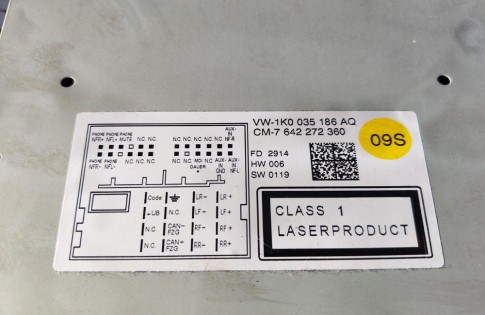 VW-1K0 035 186 AQ
CM-7 642 272 360
09S
FD 2914
HW 006
SW 0119
CLASS 1
LASERPRODUCT
PHONE PHONE PHONE
NFR+ NFL+ MUTE N.C. N.C.
N.C. N.C. N.C. N.C. N.C. AUX-IN NF-R
PHONE PHONE
NFR- NFL- N.C. N.C. N.C.
N.C. N.C. MDI DAUER+ N.C. AUX-IN GND AUX-IN NF-L
Code LR- LR+
+UB N.C. LF- LF+
N.C. CAN-FZG RF- RF+
N.C. CAN+FZG RR- RR+